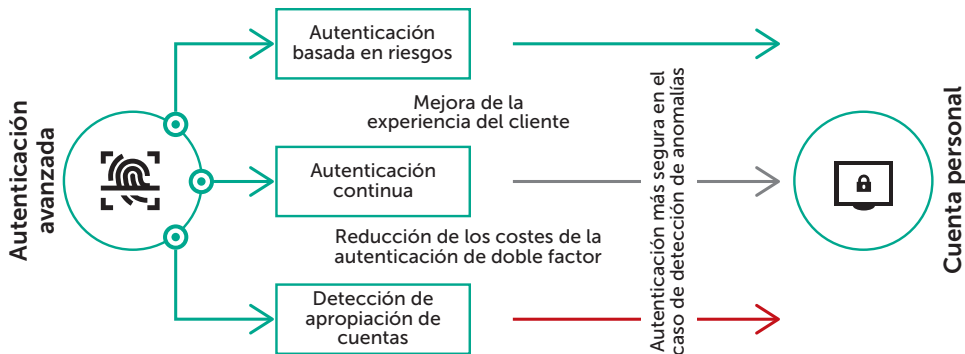 Autenticación
avanzada
Autenticación
basada en riesgos
Mejora de la
experiencia del cliente
Autenticación
continua
Reducción de los costes de la
autenticación de doble factor
Detección de
apropiación de
cuentas
Autenticación más segura en el
caso de detección de anomalías
Cuenta personal